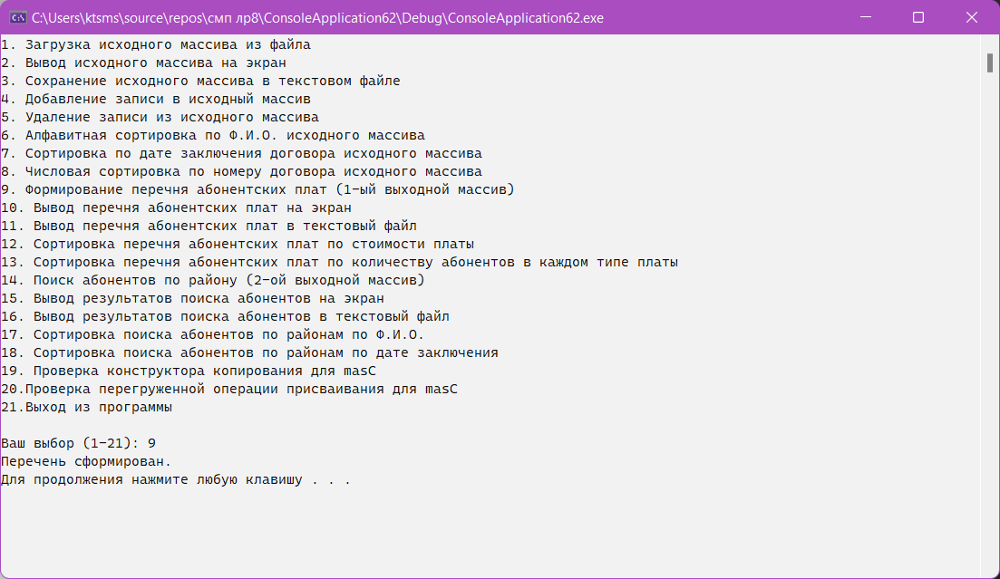 C:\Users\ktsms\source\repos\смп лр8\ConsoleApplication62\Debug\ConsoleApplication62.exe
1. Загрузка исходного массива из файла
2. Вывод исходного массива на экран
3. Сохранение исходного массива в текстовом файле
4. Добавление записи в исходный массив
5. Удаление записи из исходного массива
6. Алфавитная сортировка по Ф.И.О. исходного массива
7. Сортировка по дате заключения договора исходного массива
8. Числовая сортировка по номеру договора исходного массива
9. Формирование перечня абонентских плат (1-ый выходной массив)
10. Вывод перечня абонентских плат на экран
11. Вывод перечня абонентских плат в текстовый файл
12. Сортировка перечня абонентских плат по стоимости платы
13. Сортировка перечня абонентских плат по количеству абонентов в каждом типе платы
14. Поиск абонентов по району (2-ой выходной массив)
15. Вывод результатов поиска абонентов на экран
16. Вывод результатов поиска абонентов в текстовый файл
17. Сортировка поиска абонентов по районам по Ф.И.О.
18. Сортировка поиска абонентов по районам по дате заключения
19. Проверка конструктора копирования для masC
20.Проверка перегруженной операции присваивания для masC
21.Выход из программы
Ваш выбор (1-21): 9
Перечень сформирован.
Для продолжения нажмите любую клавишу . . .